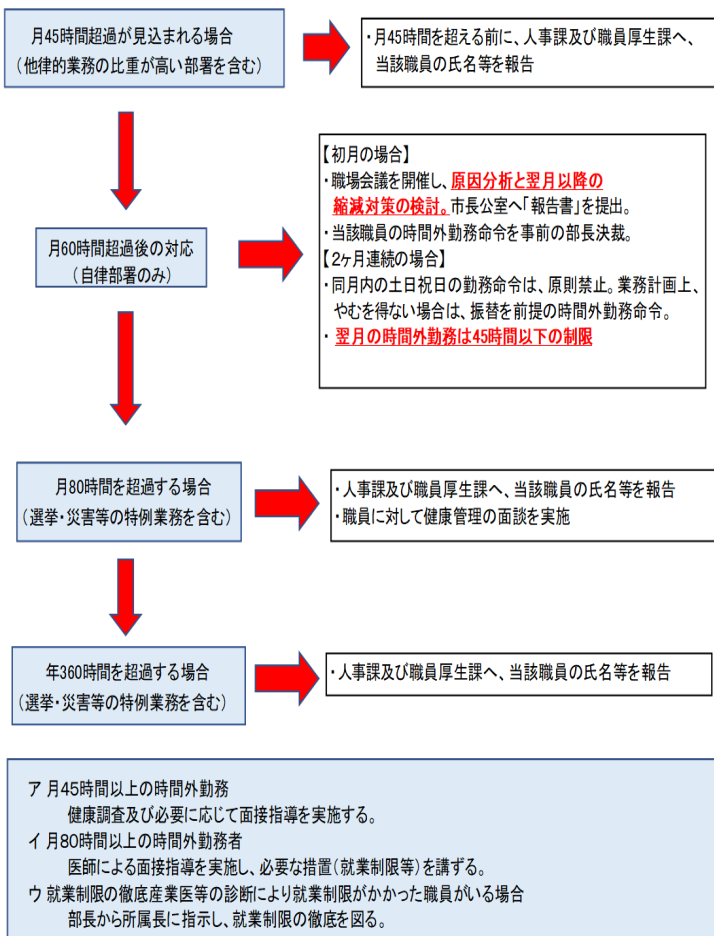 月45時間超過が見込まれる場合
（他律的業務の比重が高い部署を含む）
・月45時間を超える前に、人事課及び職員厚生課へ、
当該職員の氏名等を報告
【初月の場合】
・職場会議を開催し、原因分析と翌月以降の
縮減対策の検討。市長公室へ「報告書」を提出。
・当該職員の時間外勤務命令を事前の部長決裁。
【2ヶ月連続の場合】
・同月内の土日祝日の勤務命令は、原則禁止。業務計画上、
やむを得ない場合は、振替を前提の時間外勤務命令。
・翌月の時間外勤務は45時間以下の制限
月60時間超過後の対応
（自律部署のみ）
月80時間を超過する場合
（選挙・災害等の特例業務を含む）
・人事課及び職員厚生課へ、当該職員の氏名等を報告
・職員に対して健康管理の面談を実施
年360時間を超過する場合
（選挙・災害等の特例業務を含む）
・人事課及び職員厚生課へ、当該職員の氏名等を報告
ア 月45時間以上の時間外勤務
健康調査及び必要に応じて面接指導を実施する。
イ 月80時間以上の時間外勤務者
医師による面接指導を実施し、必要な措置（就業制限等）を講ずる。
ウ 就業制限の徹底産業医等の診断により就業制限がかかった職員がいる場合
部長から所属長に指示し、就業制限の徹底を図る。